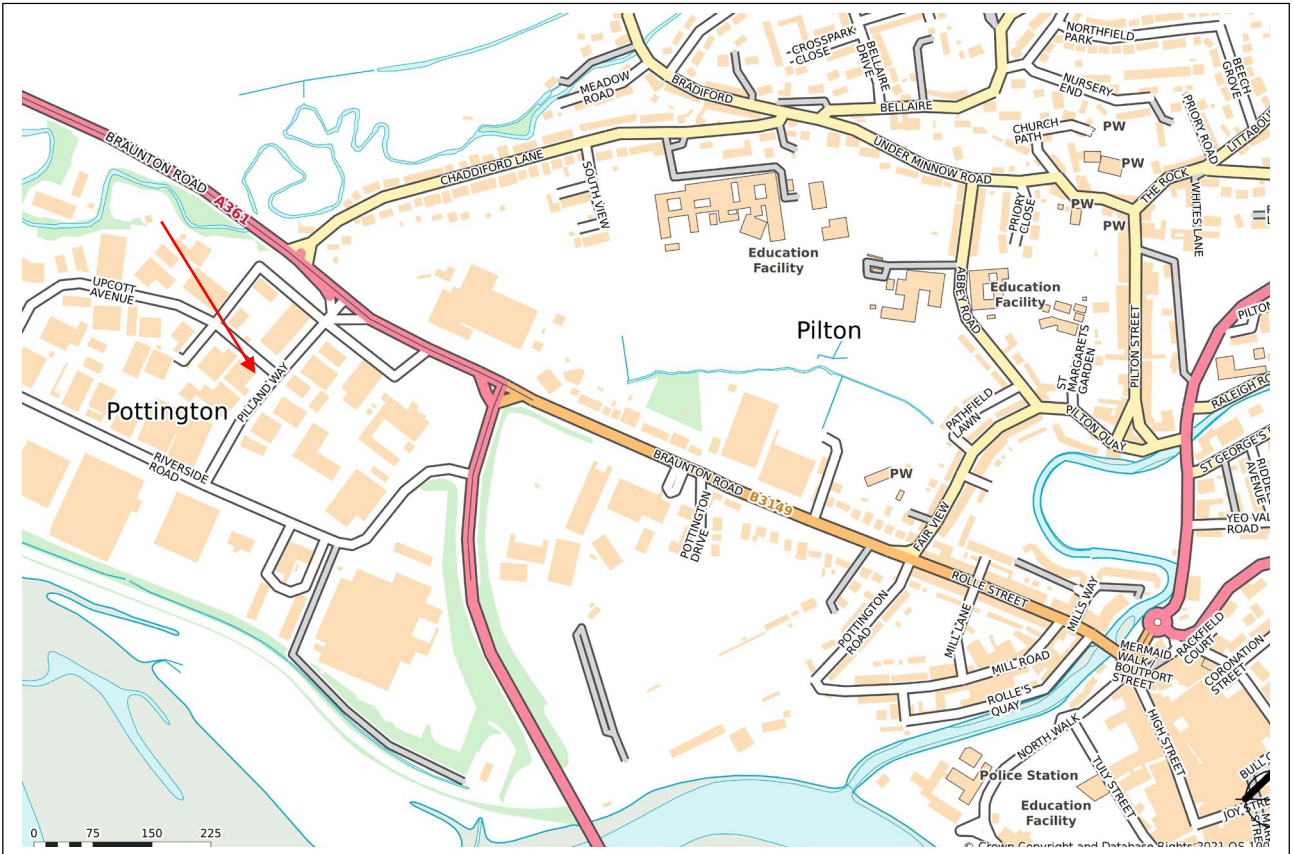 NORTHFIELD
PARK
CROSSPARK
CLOSE
BELLAIRE
DRIVE
BEECH
GROVE
MEADOW
ROAD
BRADIFORD
NURSERY
END
BELLAIRE
PRIORY ROAD
CHURCH
PATH
PW
LITTABOU
BRAUNTON ROAD
A361
CHADDIFORD LANE
UNDER MINNOW ROAD
PW
THE ROCK
SOUTH VIEW
PRIORY
CLOSE
PW
PW
WHITES LANE
Education
Facility
ABBEY ROAD
Education
Facility
UPCOTT
AVENUE
PILTON
Pilton
PILTON STREET
ST
MARGARETS
GARDEN
PILLAND WAY
Pottington
PATHFIELD
LAWN
PILTON QUAY
RALEIGH RO
RIVERSIDE
ROAD
BRAUNTON ROAD
B3149
PW
ST GEORGE'S
RIDDE
AVENUE
POTTINGTON
DRIVE
FAIR VIEW
YEO VAL
ROAD
ROLLE STREET
MILLS WAY
POTTINGTON
ROAD
MILL LANE
MILL ROAD
MERMAID
WALK
BOUTPORT
STREET
RACKFIELD
COURT
CORONATION
STREET
ROLLE'S
QUAY
NORTH WALK
HIGH STREET
TULY STREET
Police Station
Education
Facility
BULL
JOY STRE
0 75 150 225
© Crown Copyright and Database Rights 2021 OS 100